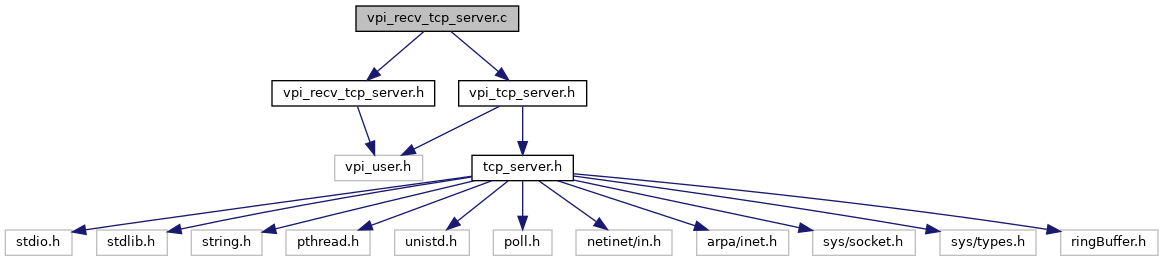 vpi_recv_tcp_server.c
vpi_recv_tcp_server.h
vpi_tcp_server.h
vpi_user.h
tcp_server.h
stdio.h
stdlib.h
string.h
pthread.h
unistd.h
poll.h
netinet/in.h
arpa/inet.h
sys/socket.h
sys/types.h
ringBuffer.h